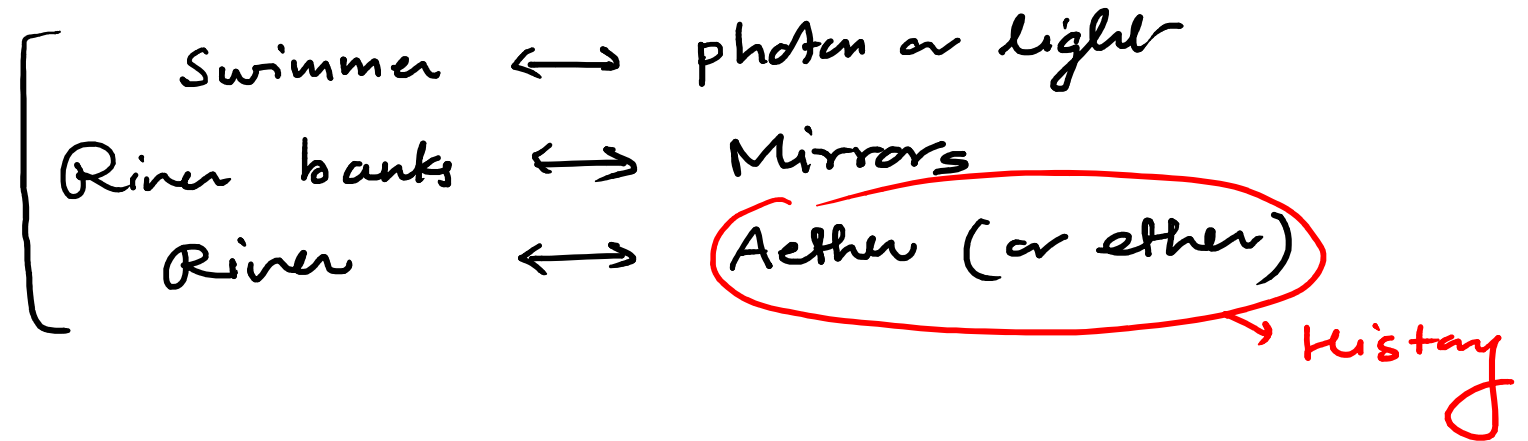 swimmer ⟷ photon or light
River banks ⟷ Mirrors
River ⟷ Aether (or ether)
History